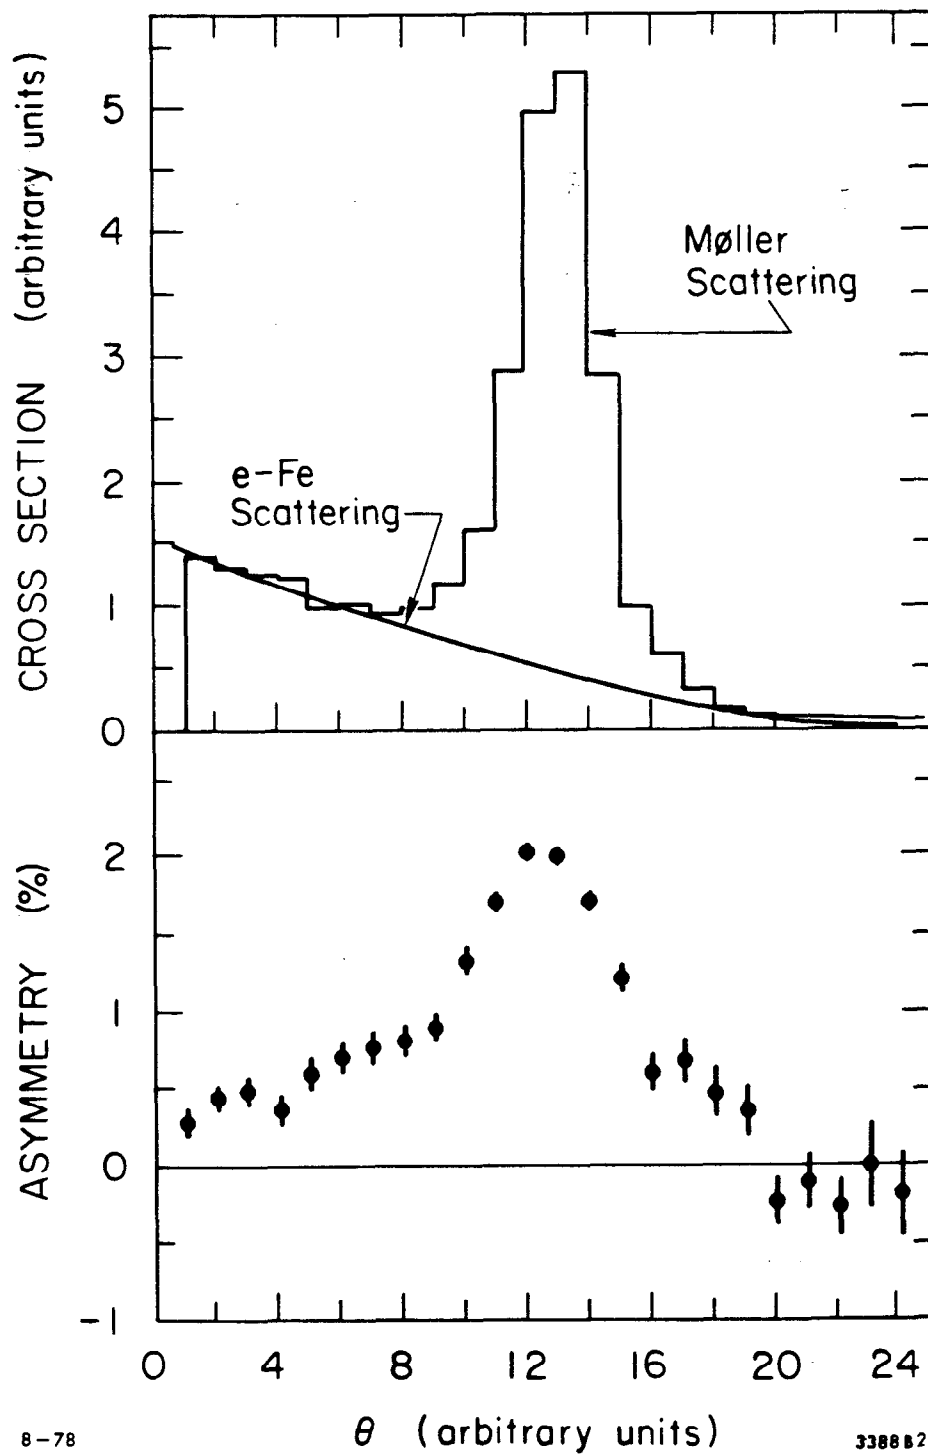 CROSS SECTION (arbitrary units)
5
4
3
2
1
0
Møller
Scattering
e-Fe
Scattering
ASYMMETRY (%)
2
1
0
-1
0 4 8 12 16 20 24
θ (arbitrary units)
8-78
3388B2